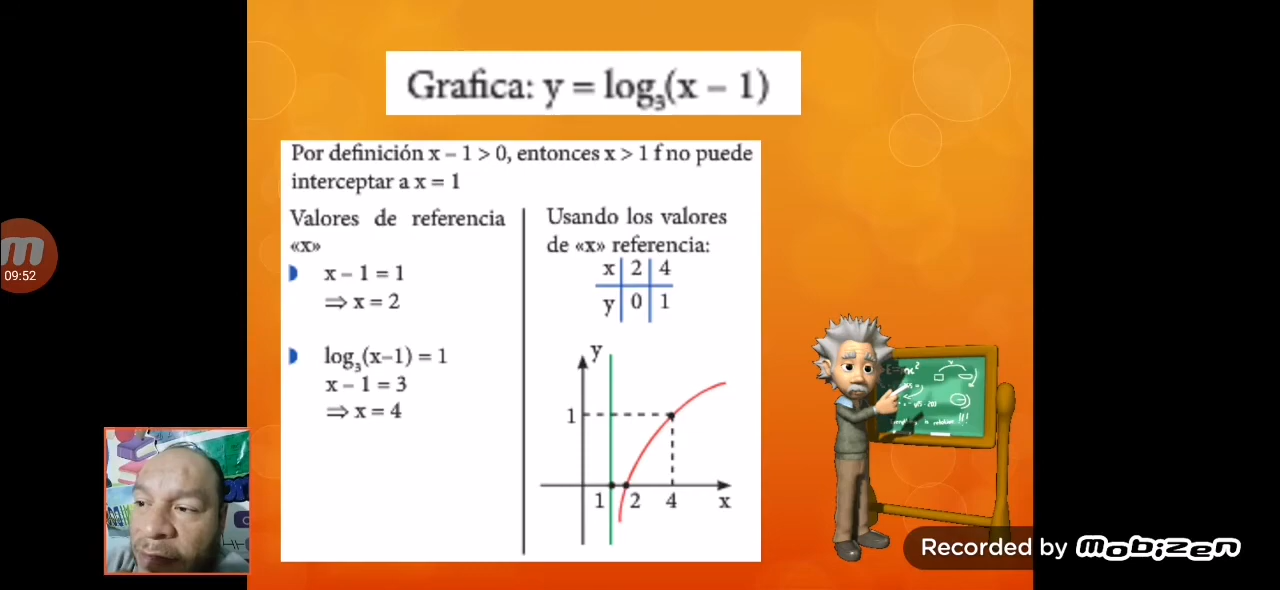 Grafica: y = log₃(x – 1)
Por definición x – 1 > 0, entonces x > 1 f no puede
interceptar a x = 1
Valores de referencia
«x»
x – 1 = 1
⇒ x = 2
log₃(x–1) = 1
x – 1 = 3
⇒ x = 4
Usando los valores
de «x» referencia:
x 2 4
y 0 1
y
1
1 2 4 x
E=mc²
09:52
Recorded by mobizen